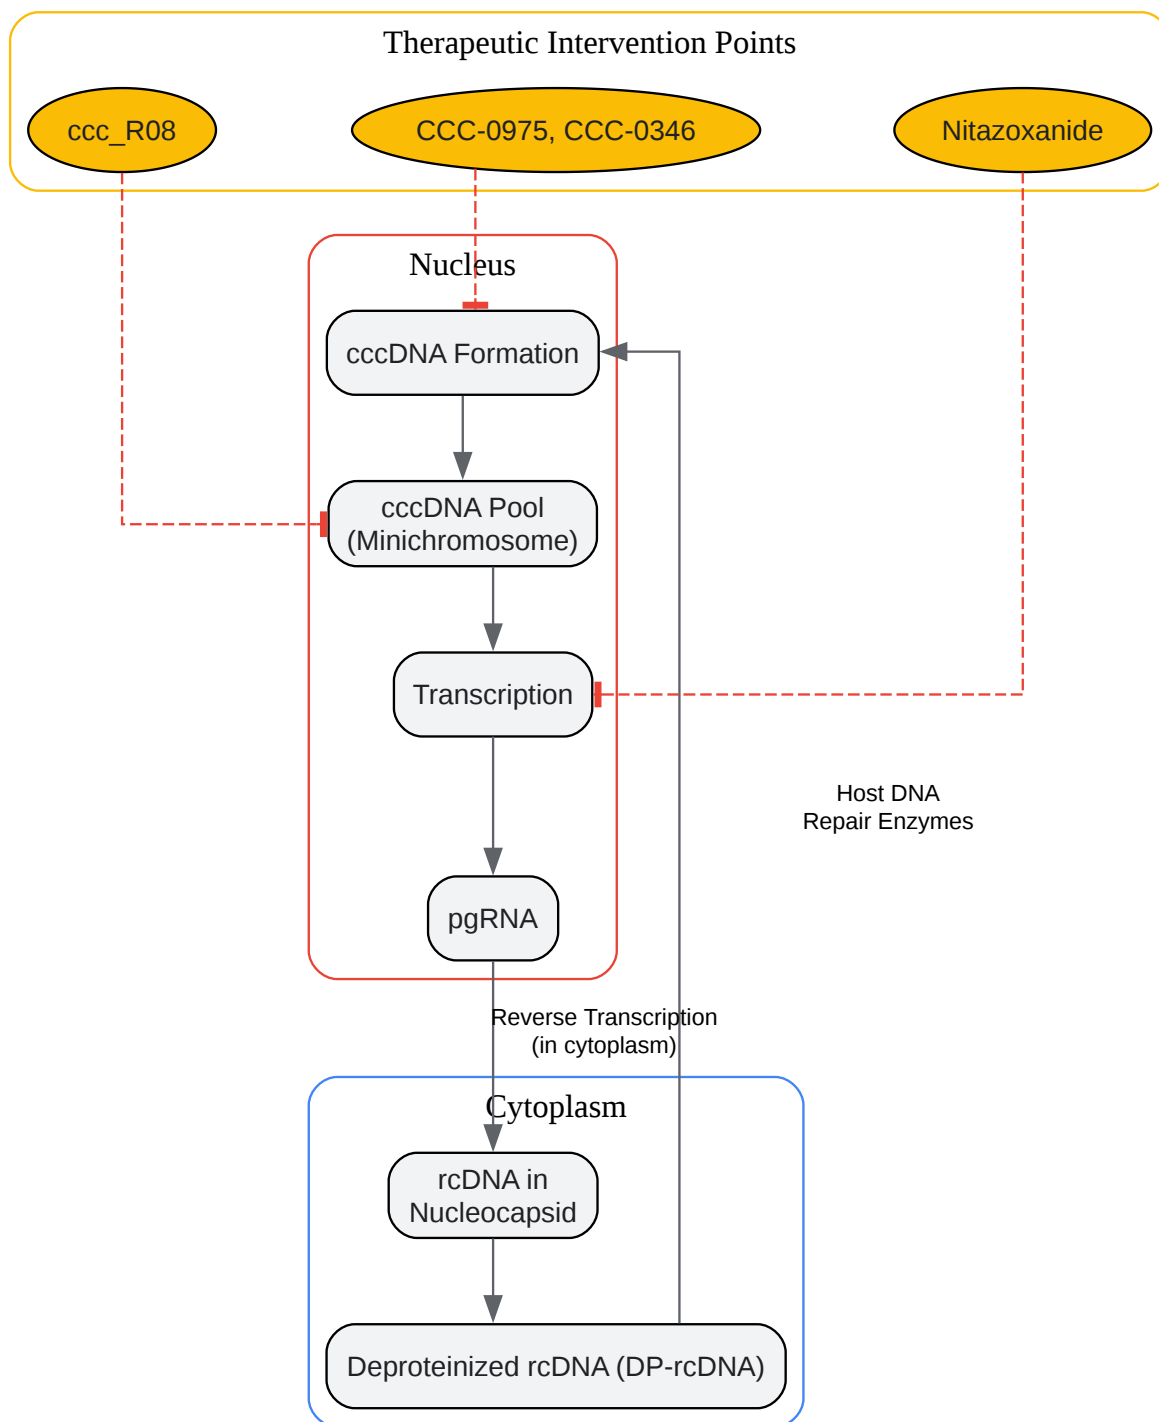 Therapeutic Intervention Points
ccc_R08
CCC-0975, CCC-0346
Nitazoxanide
Nucleus
cccDNA Formation
cccDNA Pool
(Minichromosome)
Transcription
Host DNA
Repair Enzymes
pgRNA
Reverse Transcription
(in cytoplasm)
Cytoplasm
rcDNA in
Nucleocapsid
Deproteinized rcDNA (DP-rcDNA)